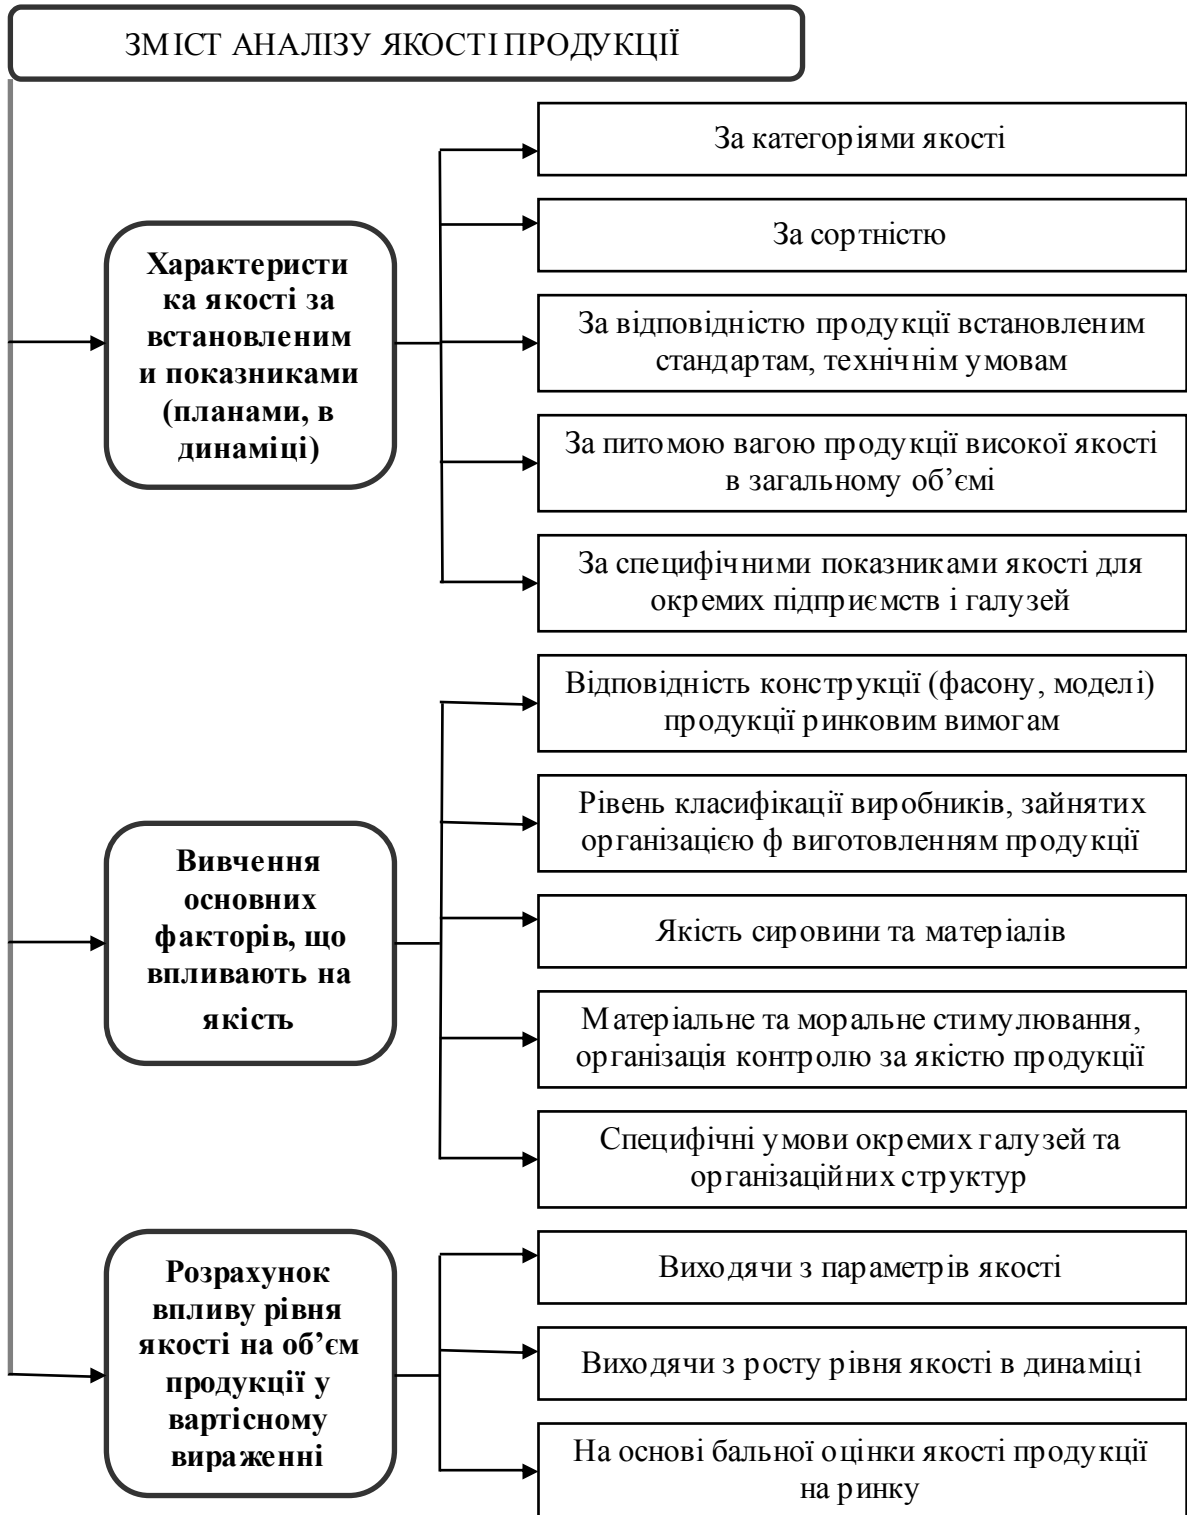 ЗМІСТ АНАЛІЗУ ЯКОСТІ ПРОДУКЦІЇ
Характеристи
ка якості за
встановленим
и показниками
(планами, в
динаміці)
За категоріями якості
За сортністю
За відповідністю продукції встановленим
стандартам, технічнім умовам
За питомою вагою продукції високої якості
в загальному об’ємі
За специфічними показниками якості для
окремих підприємств і галузей
Вивчення
основних
факторів, що
впливають на
якість
Відповідність конструкції (фасону, моделі)
продукції ринковим вимогам
Рівень класифікації виробників, зайнятих
організацією ф виготовленням продукції
Якість сировини та матеріалів
Матеріальне та моральне стимулювання,
організація контролю за якістю продукції
Специфічні умови окремих галузей та
організаційних структур
Розрахунок
впливу рівня
якості на об’єм
продукції у
вартісному
вираженні
Виходячи з параметрів якості
Виходячи з росту рівня якості в динаміці
На основі бальної оцінки якості продукції
на ринку